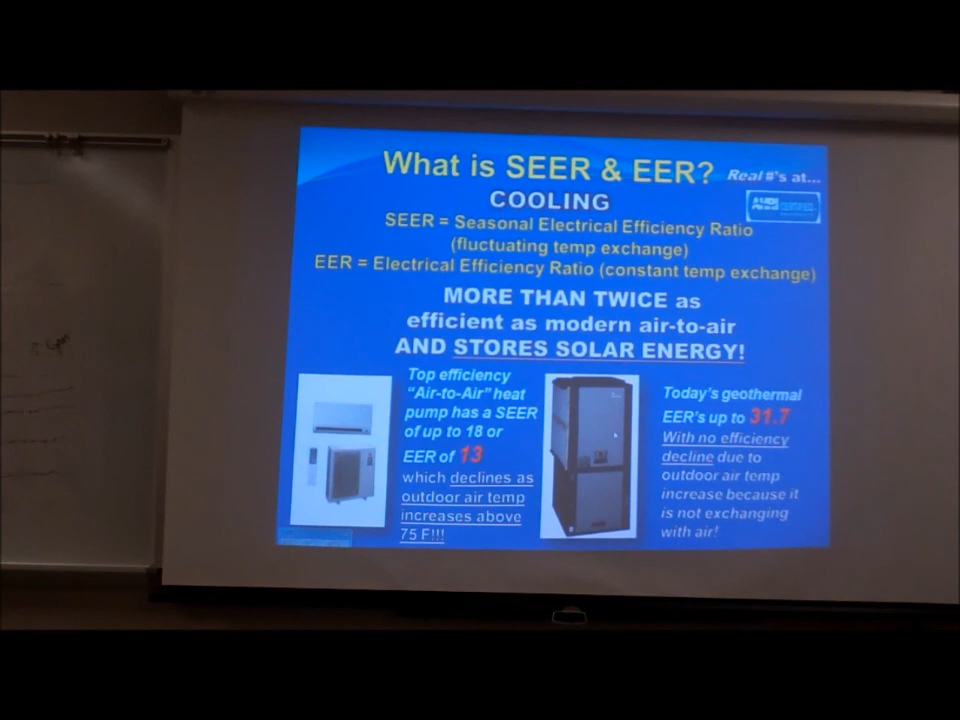 What is SEER & EER?
Real #'s at...
COOLING
AHRI CERTIFIED
SEER = Seasonal Electrical Efficiency Ratio
(fluctuating temp exchange)
EER = Electrical Efficiency Ratio (constant temp exchange)
MORE THAN TWICE as
efficient as modern air-to-air
AND STORES SOLAR ENERGY!
Top efficiency
"Air-to-Air" heat
pump has a SEER
of up to 18 or
EER of 13
which declines as
outdoor air temp
increases above
75 F!!!
Today's geothermal
EER's up to 31.7
With no efficiency
decline due to
outdoor air temp
increase because it
is not exchanging
with air!